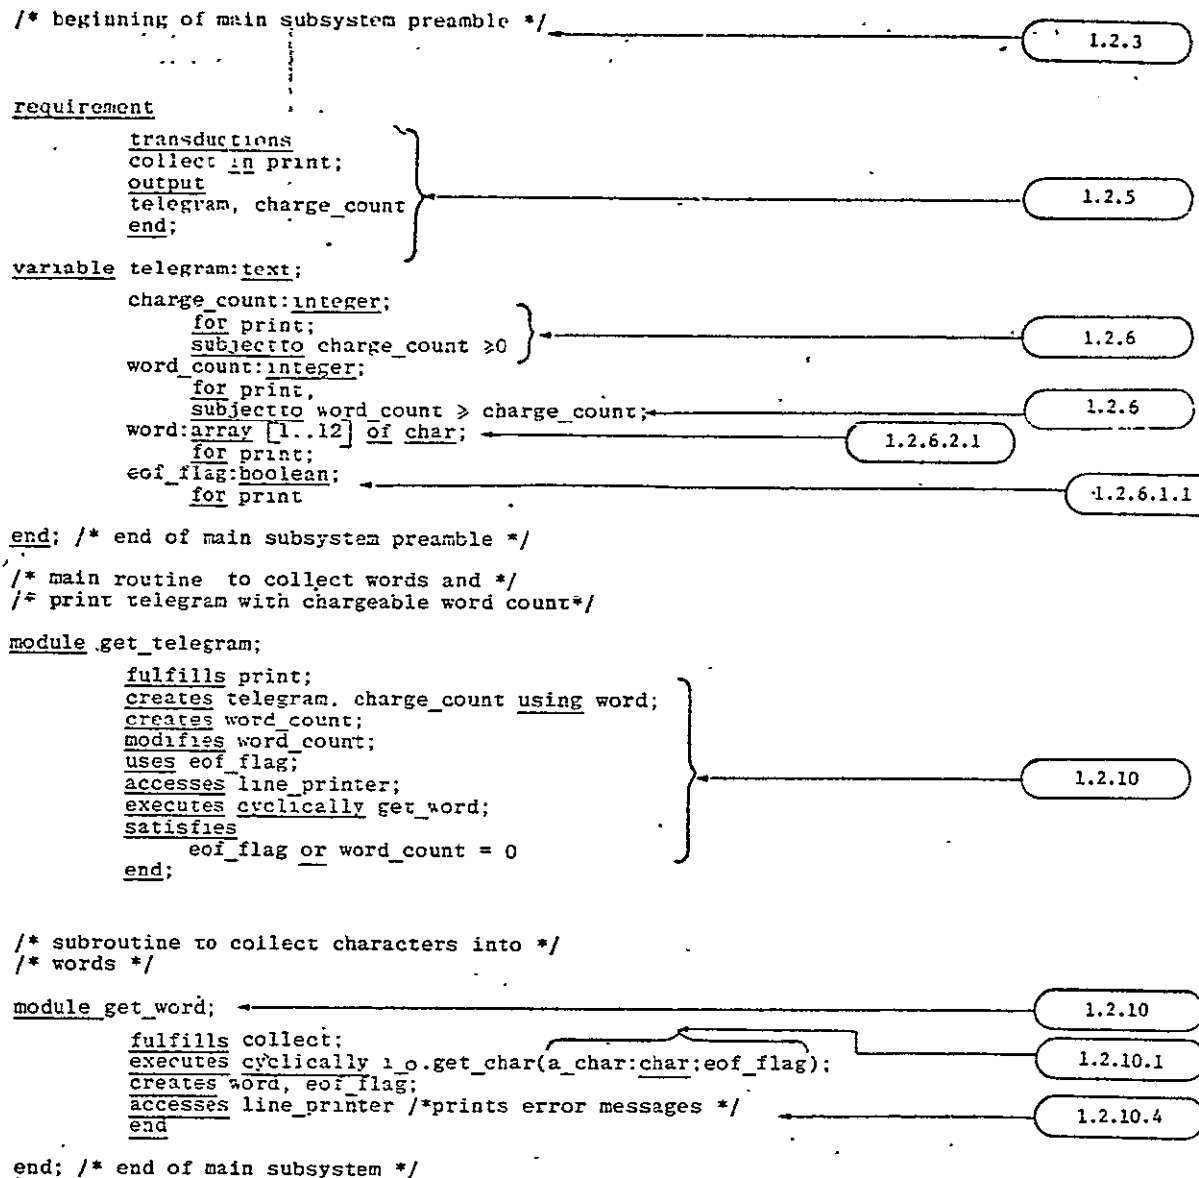 /* beginning of main subsystem preamble */
1.2.3
requirement
transductions
collect in print;
output
telegram, charge_count
end;
1.2.5
variable telegram:text;
charge_count:integer;
for print;
subjectto charge_count ≥0
1.2.6
word_count:integer;
for print,
subjectto word_count ≥ charge_count;
1.2.6
word:array [1..12] of char;
1.2.6.2.1
for print;
eof_flag:boolean;
1.2.6.1.1
for print
end; /* end of main subsystem preamble */
/* main routine to collect words and */
/* print telegram with chargeable word count*/
module get_telegram;
fulfills print;
creates telegram. charge_count using word;
creates word_count;
modifies word_count;
uses eof_flag;
accesses line_printer;
executes cyclically get_word;
satisfies
eof_flag or word_count = 0
end;
1.2.10
/* subroutine to collect characters into */
/* words */
module get_word;
1.2.10
fulfills collect;
executes cyclically i_o.get_char(a_char:char;eof_flag);
1.2.10.1
creates word, eof_flag;
accesses line_printer /*prints error messages */
1.2.10.4
end
end; /* end of main subsystem */